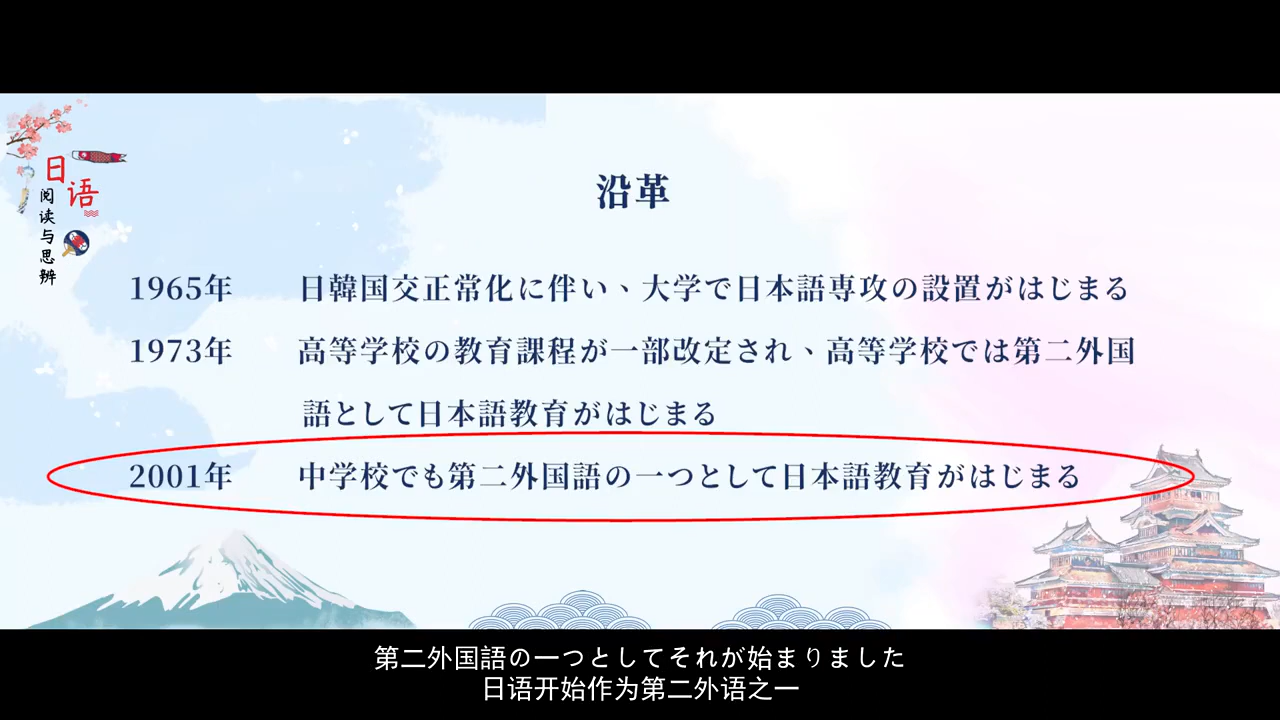 日语
阅读与思辨
沿革
1965年 日韓国交正常化に伴い、大学で日本語専攻の設置がはじまる
1973年 高等学校の教育課程が一部改定され、高等学校では第二外国
語として日本語教育がはじまる
2001年 中学校でも第二外国語の一つとして日本語教育がはじまる
第二外国語の一つとしてそれが始まりました
日语开始作为第二外语之一